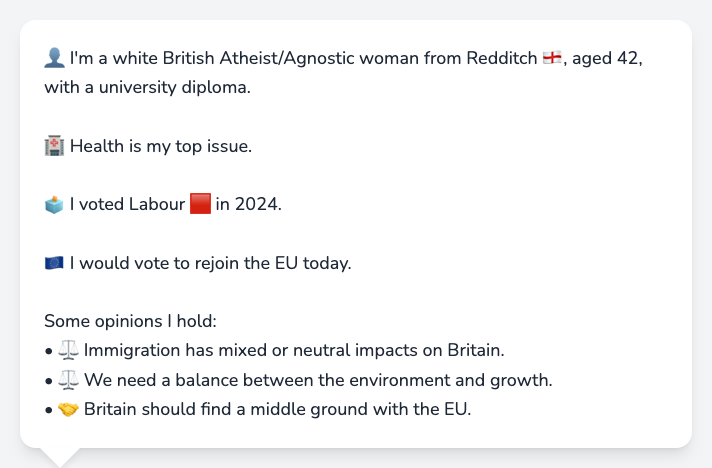 👤 I'm a white British Atheist/Agnostic woman from Redditch 🏴󠁧󠁢󠁥󠁮󠁧󠁿, aged 42,
with a university diploma.
🏥 Health is my top issue.
🗳️ I voted Labour 🟥 in 2024.
🇪🇺 I would vote to rejoin the EU today.
Some opinions I hold:
• ⚖️ Immigration has mixed or neutral impacts on Britain.
• ⚖️ We need a balance between the environment and growth.
• 🤝 Britain should find a middle ground with the EU.